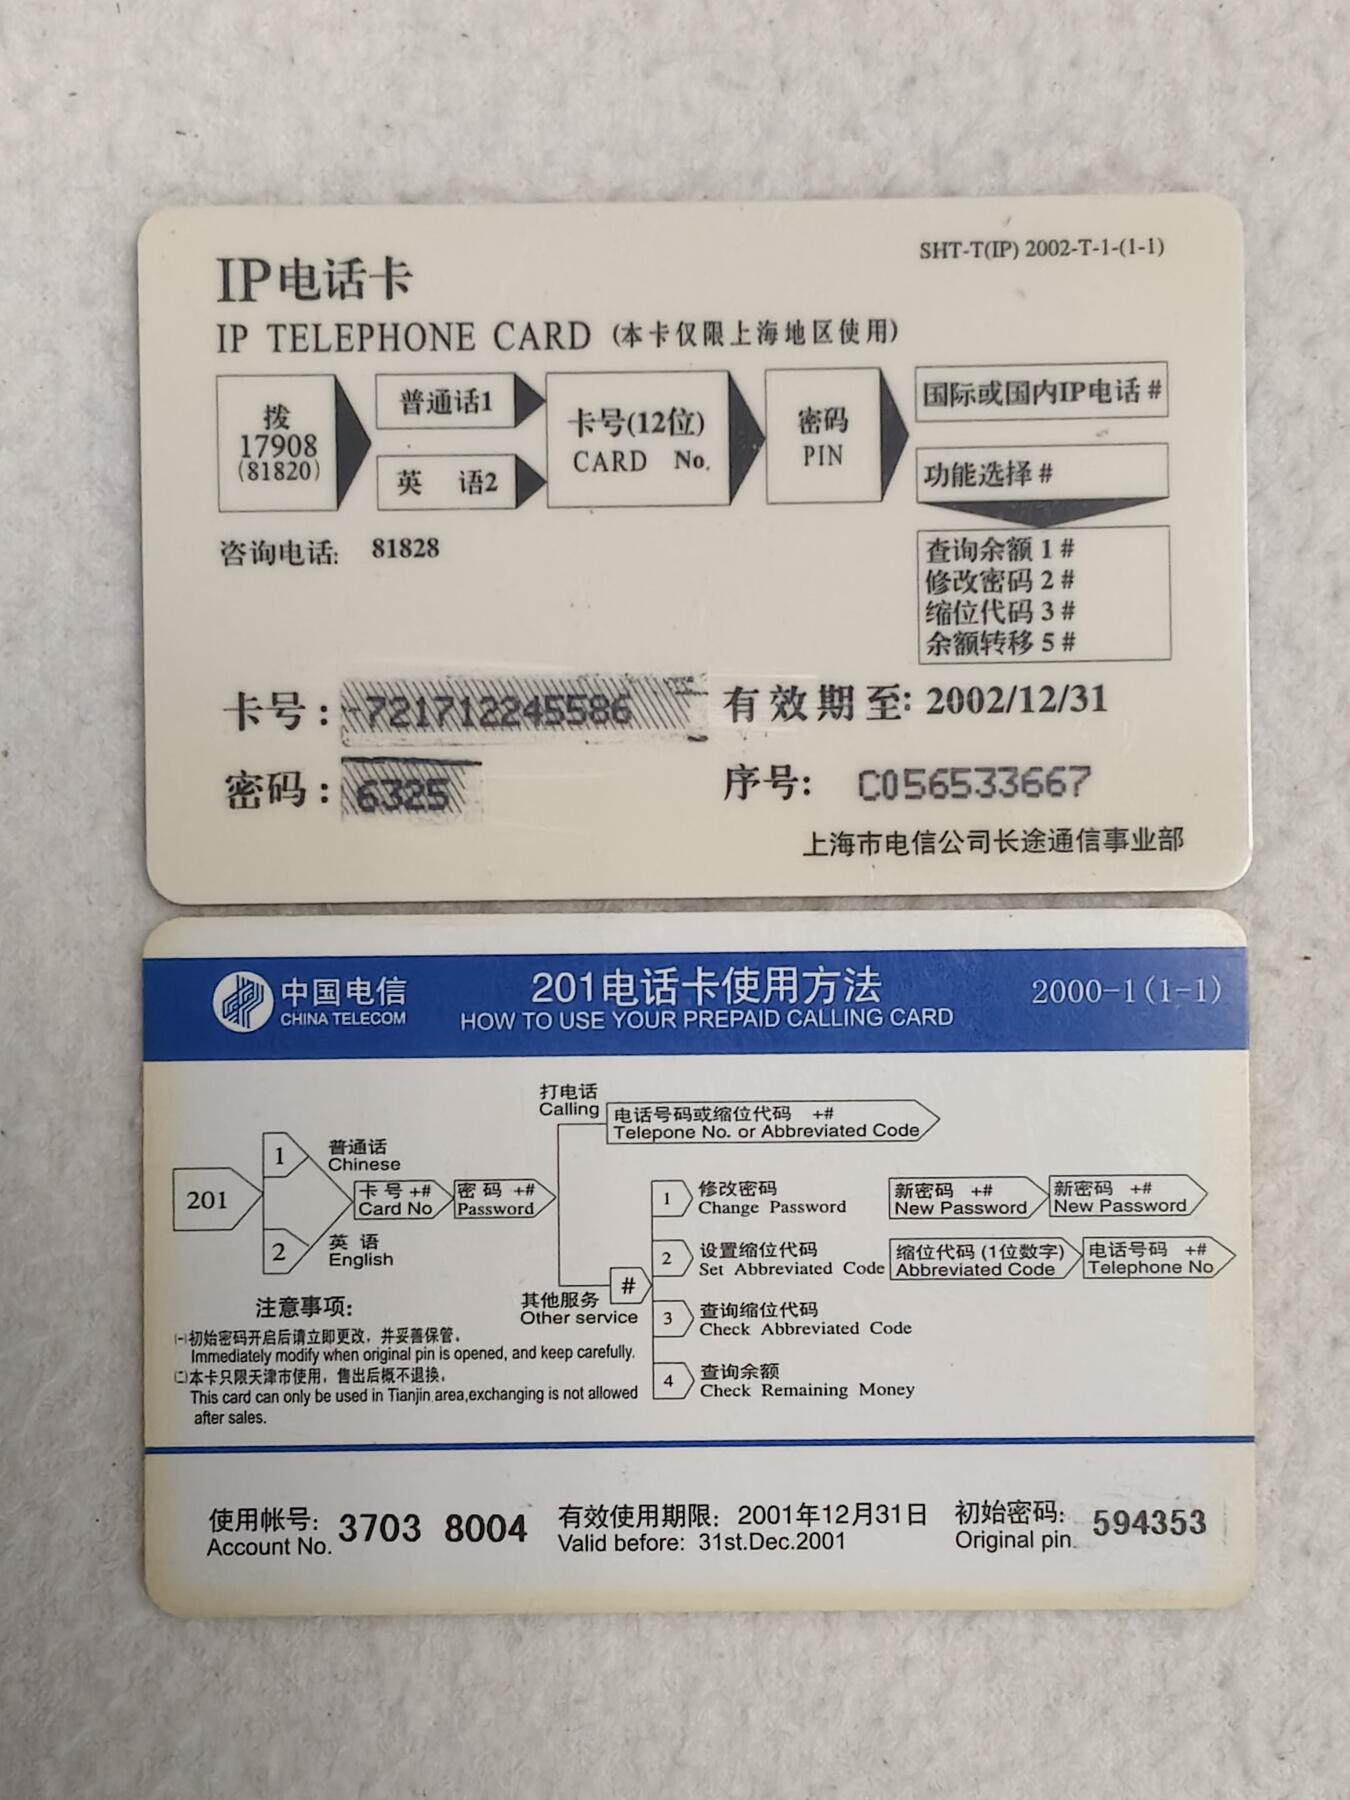 SHT-T(IP) 2002-T-1-(1-1)
IP电话卡
IP TELEPHONE CARD (本卡仅限上海地区使用)
拨
17908
(81820)
普通话1
英 语2
卡号(12位)
CARD No.
密码
PIN
国际或国内IP电话 #
功能选择 #
查询余额 1 #
修改密码 2 #
缩位代码 3 #
余额转移 5 #
咨询电话: 81828
卡号: 721712245586
有效期至: 2002/12/31
密码: 6325
序号: C056533667
上海市电信公司长途通信事业部
中国电信
CHINA TELECOM
201电话卡使用方法
HOW TO USE YOUR PREPAID CALLING CARD
2000-1(1-1)
201
1
普通话
Chinese
2
英 语
English
卡 号 +#
Card No
密 码 +#
Password
打电话
Calling
电话号码或缩位代码 +#
Telepone No. or Abbreviated Code
其他服务
Other service
#
1
修改密码
Change Password
新密码 +#
New Password
新密码 +#
New Password
2
设置缩位代码
Set Abbreviated Code
缩位代码 (1位数字)
Abbreviated Code
电话号码 +#
Telephone No
3
查询缩位代码
Check Abbreviated Code
4
查询余额
Check Remaining Money
注意事项:
(一)初始密码开启后请立即更改，并妥善保管。
Immediately modify when original pin is opened, and keep carefully.
(二)本卡只限天津市使用，售出后概不退换。
This card can only be used in Tianjin area,exchanging is not allowed
after sales.
使用帐号: 3703 8004
Account No.
有效使用期限: 2001年12月31日
Valid before: 31st.Dec.2001
初始密码: 594353
Original pin.